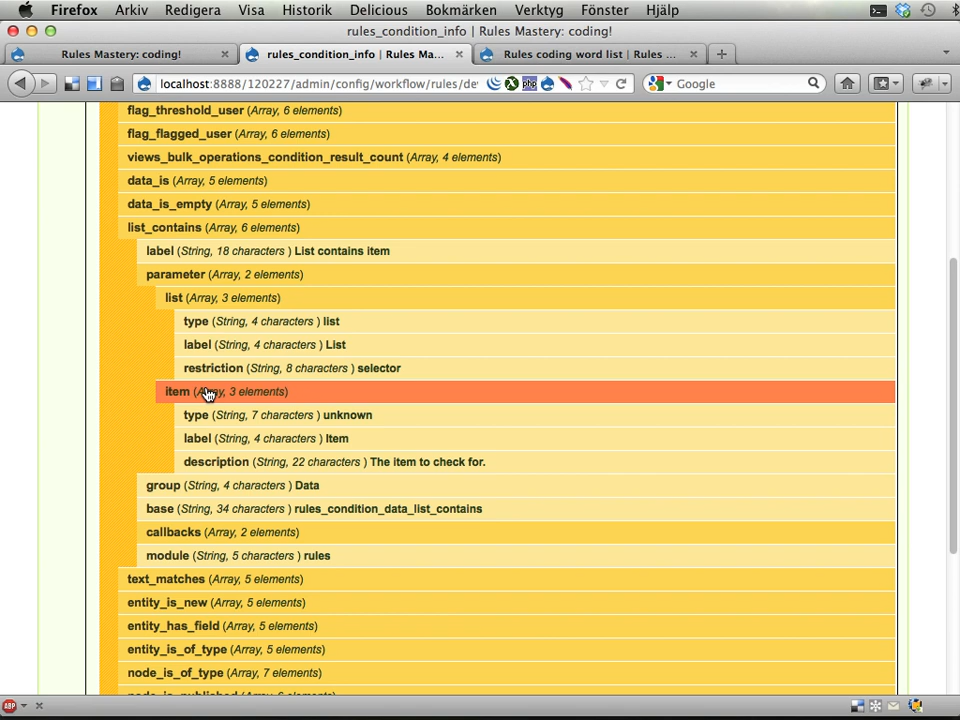 Firefox Arkiv Redigera Visa Historik Delicious Bokmärken Verktyg Fönster Hjälp
rules_condition_info | Rules Mastery: coding!
Rules Mastery: coding! rules_condition_info | Rules Ma... Rules coding word list | Rules ...
localhost:8888/120227/admin/config/workflow/rules/de Google
flag_threshold_user (Array, 6 elements)
flag_flagged_user (Array, 6 elements)
views_bulk_operations_condition_result_count (Array, 4 elements)
data_is (Array, 5 elements)
data_is_empty (Array, 5 elements)
list_contains (Array, 6 elements)
label (String, 18 characters ) List contains item
parameter (Array, 2 elements)
list (Array, 3 elements)
type (String, 4 characters ) list
label (String, 4 characters ) List
restriction (String, 8 characters ) selector
item (Array, 3 elements)
type (String, 7 characters ) unknown
label (String, 4 characters ) Item
description (String, 22 characters ) The item to check for.
group (String, 4 characters ) Data
base (String, 34 characters ) rules_condition_data_list_contains
callbacks (Array, 2 elements)
module (String, 5 characters ) rules
text_matches (Array, 5 elements)
entity_is_new (Array, 5 elements)
entity_has_field (Array, 5 elements)
entity_is_of_type (Array, 5 elements)
node_is_of_type (Array, 7 elements)
node_is_published (Array, 6 elements)
ABP